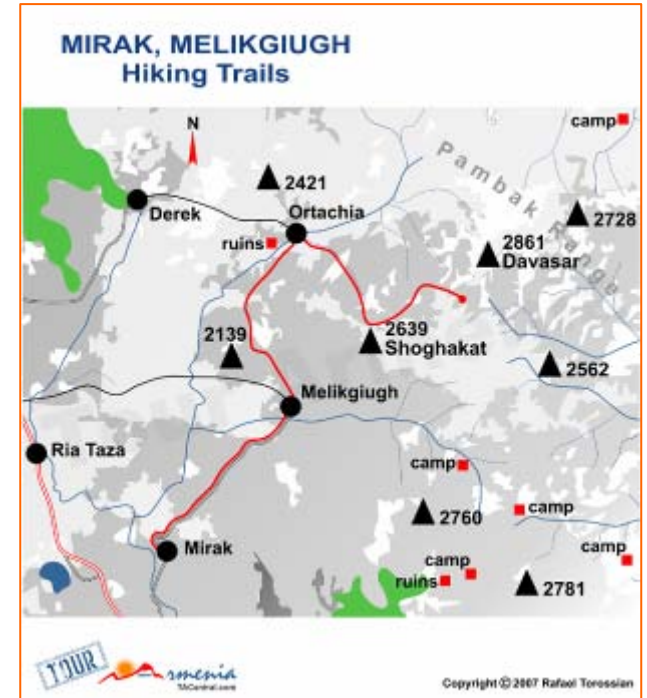 MIRAK, MELIKGIUGH
Hiking Trails
camp
N
Pambak Range
2421
Derek
Ortachia
2728
ruins
2861
Davasar
2139
2639
Shoghakat
2562
Melikgiugh
Ria Taza
camp
2760
camp
Mirak
camp
camp
ruins
2781
TOUR
rmenia
TACentral.com
Copyright © 2007 Rafael Torossian